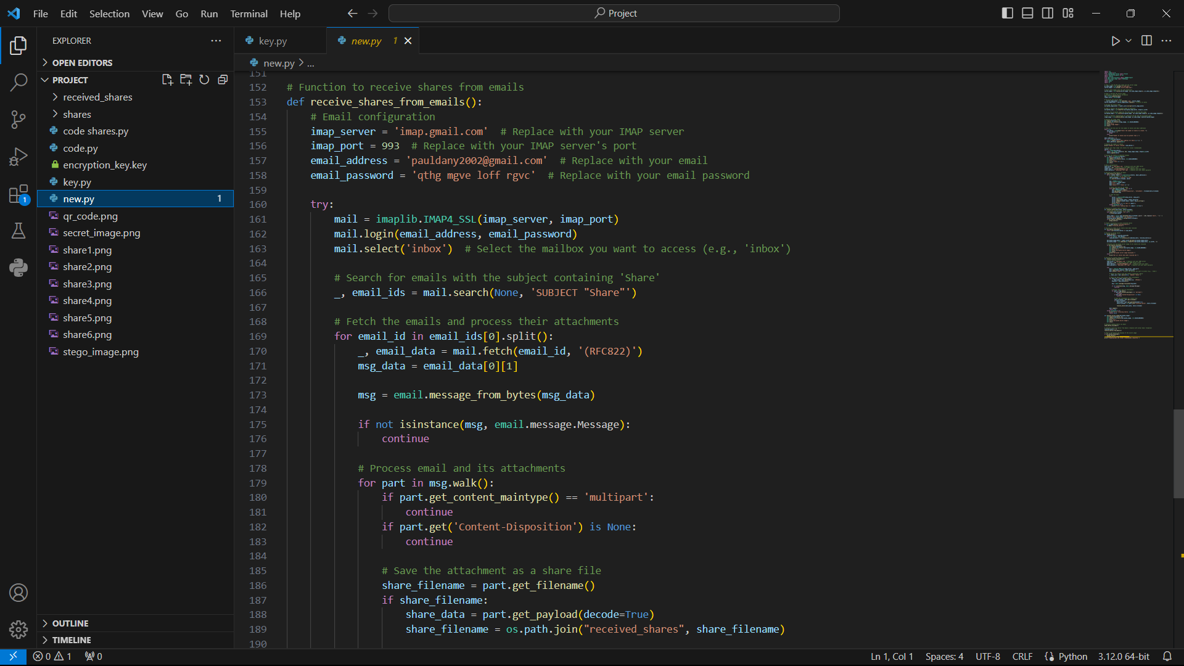 File Edit Selection View Go Run Terminal Help
Project
EXPLORER
OPEN EDITORS
PROJECT
received_shares
shares
code shares.py
code.py
encryption_key.key
key.py
new.py 1
qr_code.png
secret_image.png
share1.png
share2.png
share3.png
share4.png
share5.png
share6.png
stego_image.png
OUTLINE
TIMELINE
1
key.py
new.py 1
new.py > ...
151
152 # Function to receive shares from emails
153 def receive_shares_from_emails():
154 # Email configuration
155 imap_server = 'imap.gmail.com' # Replace with your IMAP server
156 imap_port = 993 # Replace with your IMAP server's port
157 email_address = 'pauldany2002@gmail.com' # Replace with your email
158 email_password = 'qthg mgve loff rgvc' # Replace with your email password
159
160 try:
161 mail = imaplib.IMAP4_SSL(imap_server, imap_port)
162 mail.login(email_address, email_password)
163 mail.select('inbox') # Select the mailbox you want to access (e.g., 'inbox')
164
165 # Search for emails with the subject containing 'Share'
166 _, email_ids = mail.search(None, 'SUBJECT "Share"')
167
168 # Fetch the emails and process their attachments
169 for email_id in email_ids[0].split():
170 _, email_data = mail.fetch(email_id, '(RFC822)')
171 msg_data = email_data[0][1]
172
173 msg = email.message_from_bytes(msg_data)
174
175 if not isinstance(msg, email.message.Message):
176 continue
177
178 # Process email and its attachments
179 for part in msg.walk():
180 if part.get_content_maintype() == 'multipart':
181 continue
182 if part.get('Content-Disposition') is None:
183 continue
184
185 # Save the attachment as a share file
186 share_filename = part.get_filename()
187 if share_filename:
188 share_data = part.get_payload(decode=True)
189 share_filename = os.path.join("received_shares", share_filename)
190
0 1 0 Ln 1, Col 1 Spaces: 4 UTF-8 CRLF Python 3.12.0 64-bit